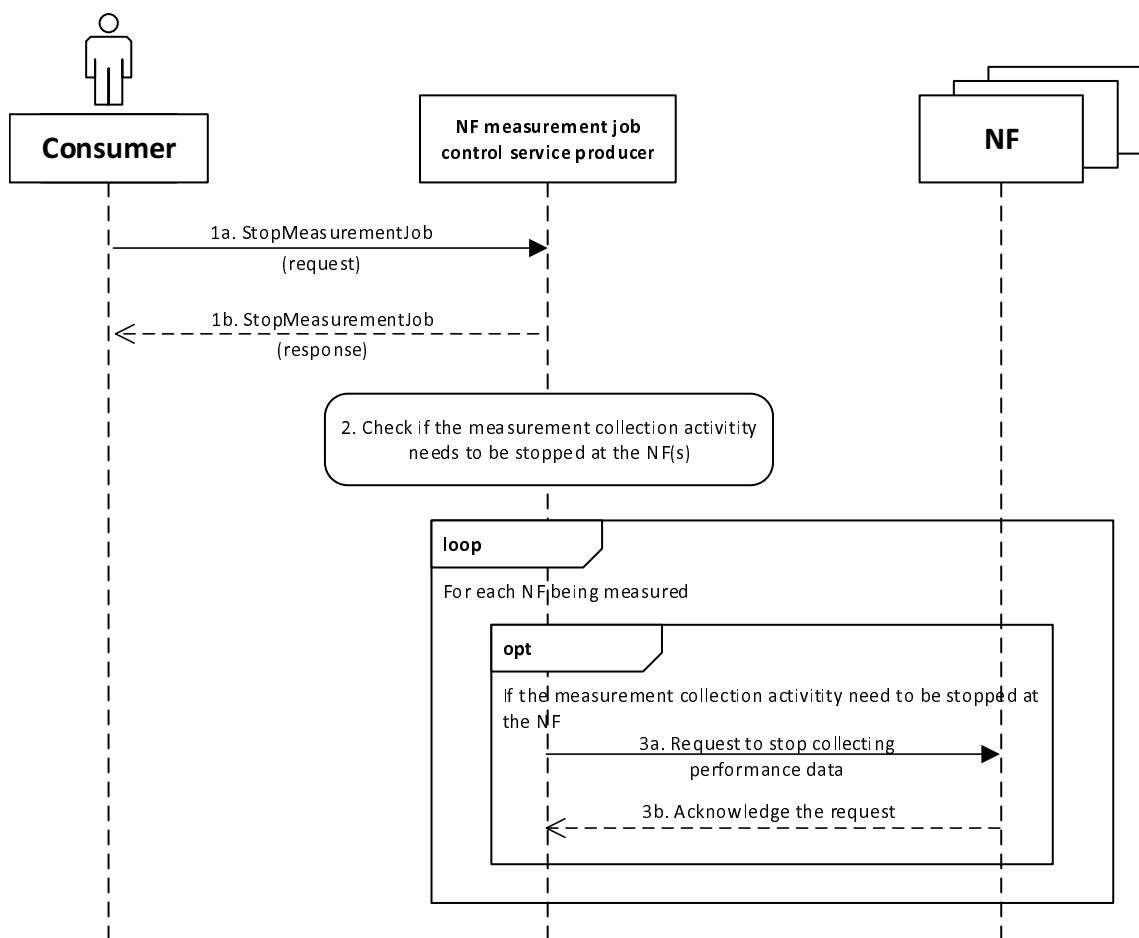 Consumer
NF measurement job
control service producer
NF
1a. StopMeasurementJob
(request)
1b. StopMeasurementJob
(response)
2. Check if the measurement collection activitity
needs to be stopped at the NF(s)
loop
For each NF being measured
opt
If the measurement collection activitity need to be stopped at
the NF
3a. Request to stop collecting
performance data
3b. Acknowledge the request